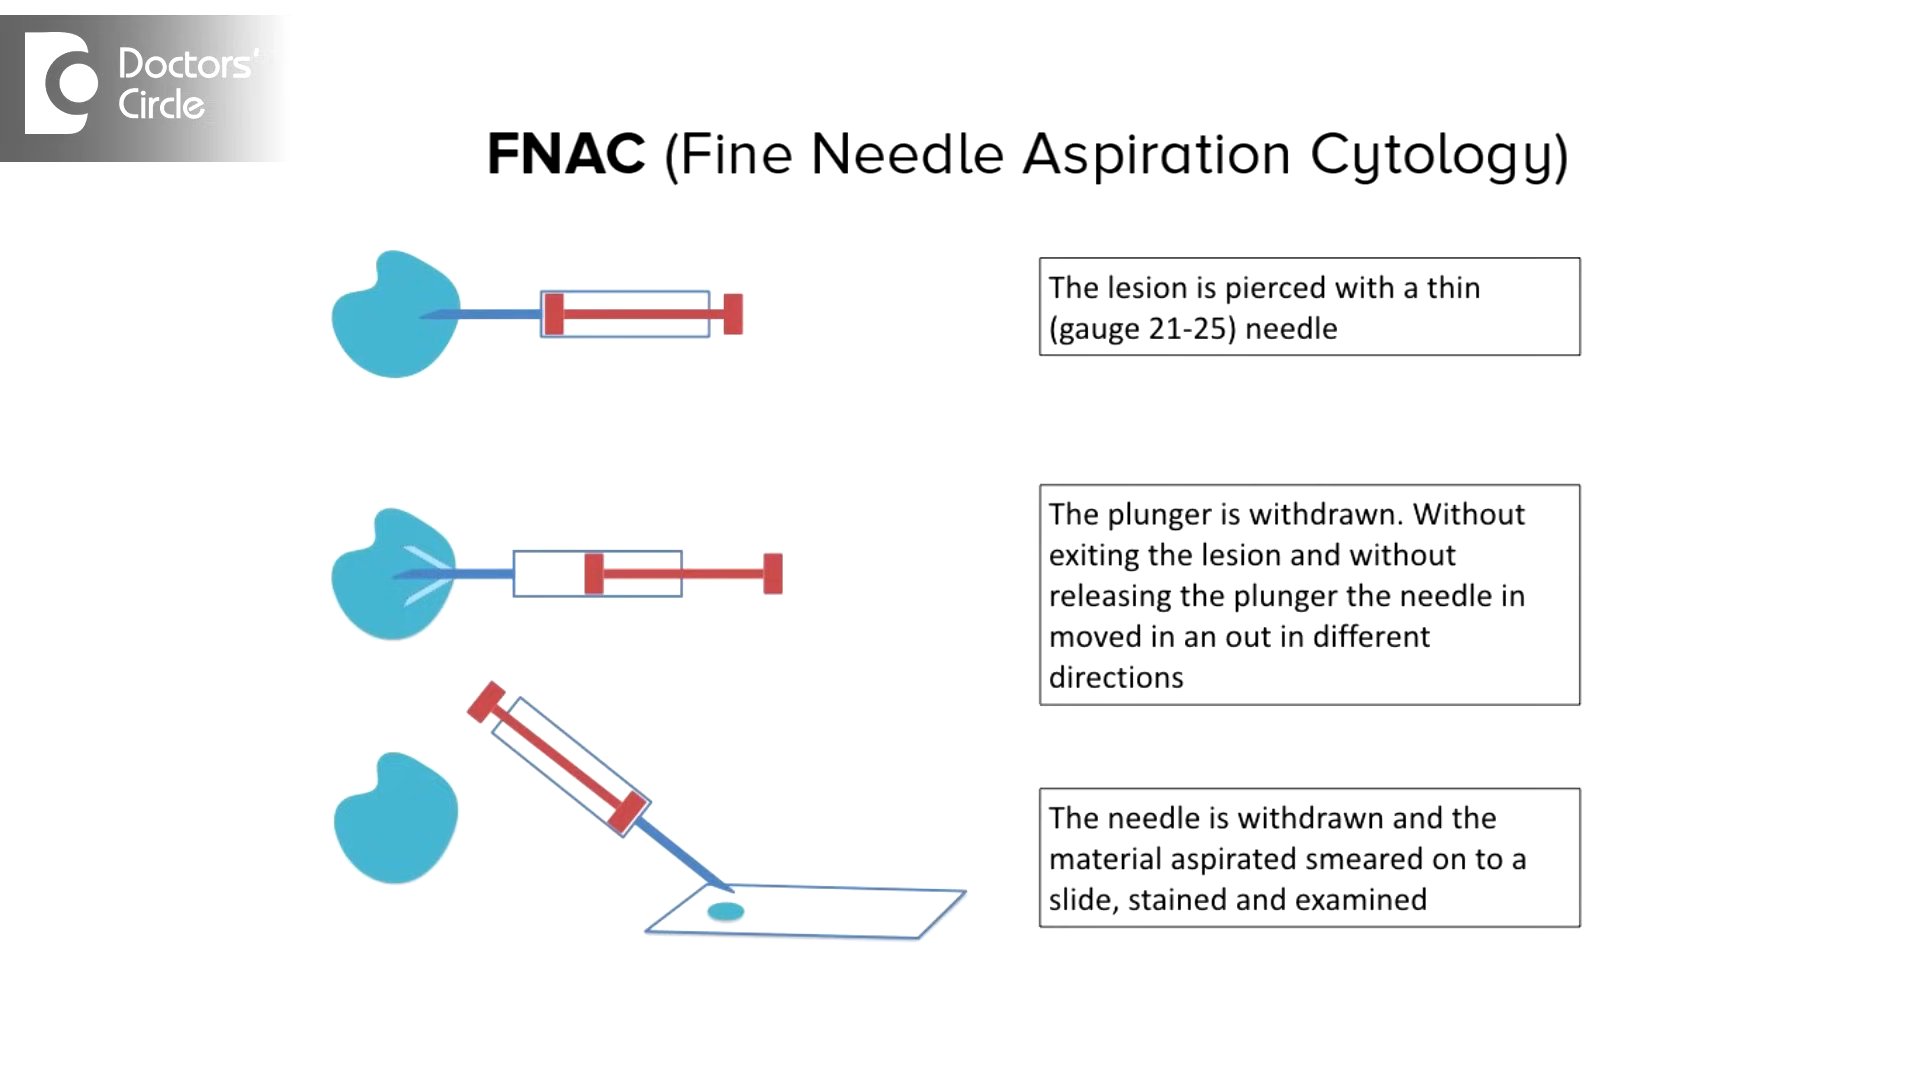 Doctors'
Circle
FNAC (Fine Needle Aspiration Cytology)
The lesion is pierced with a thin
(gauge 21-25) needle
The plunger is withdrawn. Without
exiting the lesion and without
releasing the plunger the needle in
moved in an out in different
directions
The needle is withdrawn and the
material aspirated smeared on to a
slide, stained and examined